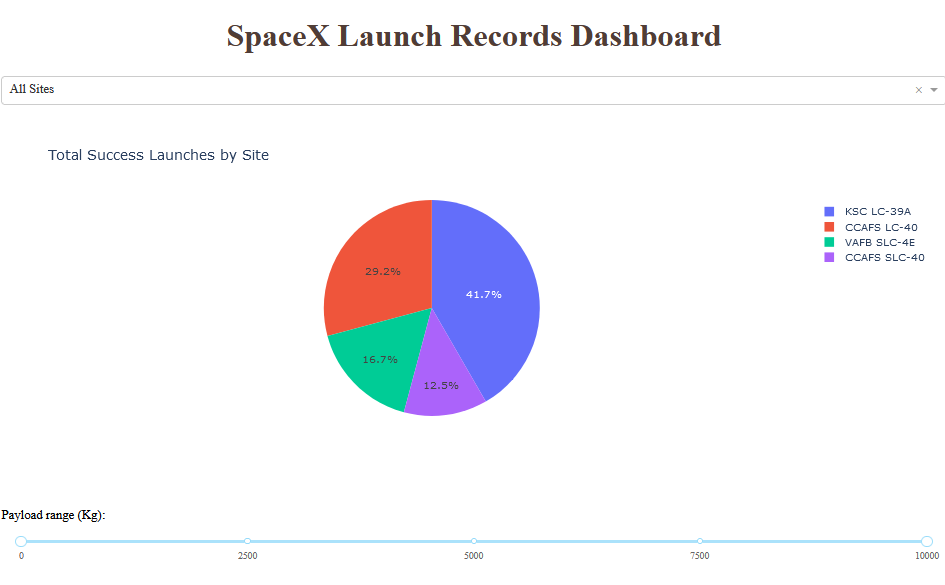 SpaceX Launch Records Dashboard
All Sites
Total Success Launches by Site
KSC LC-39A
CCAFS LC-40
VAFB SLC-4E
CCAFS SLC-40
29.2%
41.7%
16.7%
12.5%
Payload range (Kg):
0 2500 5000 7500 10000